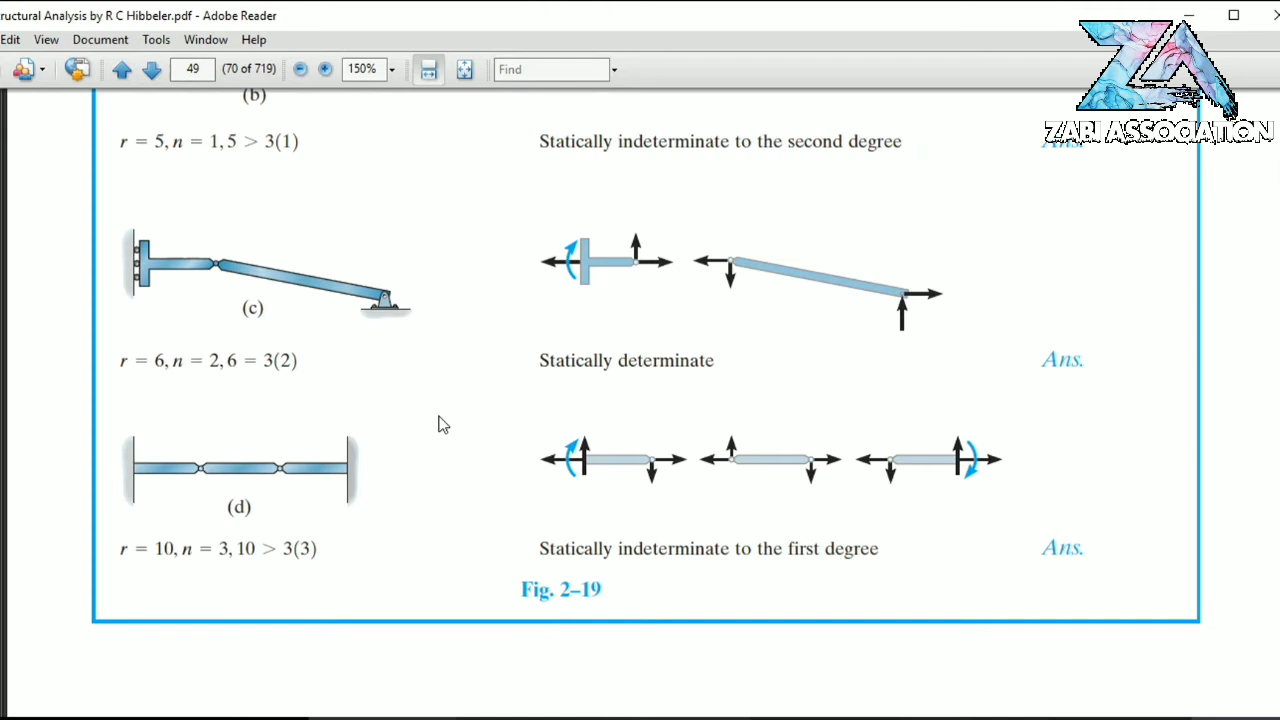 ructural Analysis by R C Hibbeler.pdf - Adobe Reader
Edit View Document Tools Window Help
49 (70 of 719) 150% Find
ZABI ASSOCIATION
(b)
r = 5, n = 1, 5 > 3(1) Statically indeterminate to the second degree Ans.
(c)
r = 6, n = 2, 6 = 3(2) Statically determinate Ans.
(d)
r = 10, n = 3, 10 > 3(3) Statically indeterminate to the first degree Ans.
Fig. 2–19